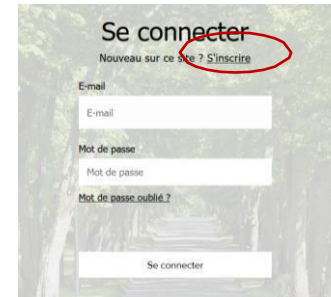 Se connecter
Nouveau sur ce site ? S'inscrire
E-mail
E-mail
Mot de passe
Mot de passe
Mot de passe oublié ?
Se connecter